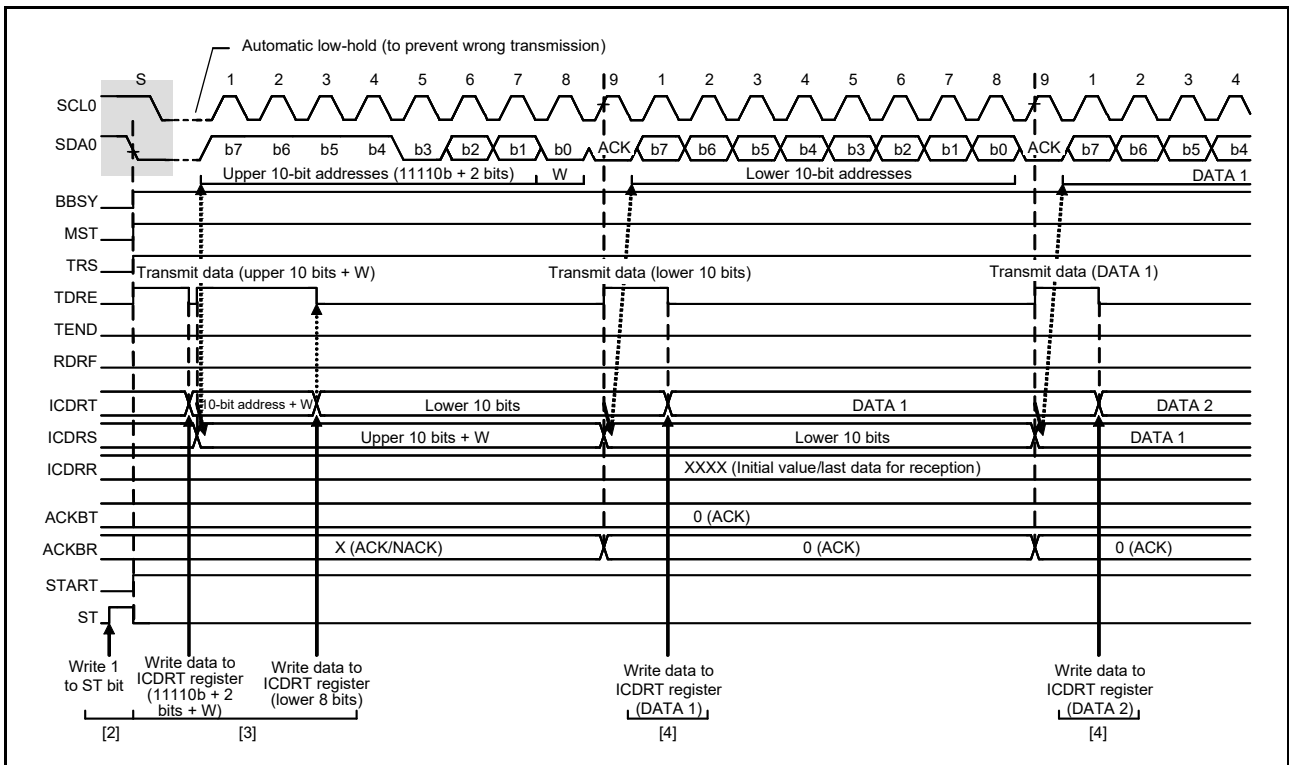 Automatic low-hold (to prevent wrong transmission)
S 1 2 3 4 5 6 7 8 9 1 2 3 4 5 6 7 8 9 1 2 3 4
SCL0
SDA0 b7 b6 b5 b4 b3 b2 b1 b0 ACK b7 b6 b5 b4 b3 b2 b1 b0 ACK b7 b6 b5 b4
Upper 10-bit addresses (11110b + 2 bits) W Lower 10-bit addresses DATA 1
BBSY
MST
TRS
Transmit data (upper 10 bits + W) Transmit data (lower 10 bits) Transmit data (DATA 1)
TDRE
TEND
RDRF
ICDRT 10-bit address + W Lower 10 bits DATA 1 DATA 2
ICDRS Upper 10 bits + W Lower 10 bits DATA 1
ICDRR XXXX (Initial value/last data for reception)
ACKBT 0 (ACK)
ACKBR X (ACK/NACK) 0 (ACK) 0 (ACK)
START
ST
Write 1
to ST bit
Write data to
ICDRT register
(11110b + 2
bits + W)
Write data to
ICDRT register
(lower 8 bits)
Write data to
ICDRT register
(DATA 1)
Write data to
ICDRT register
(DATA 2)
[2] [3] [4] [4]